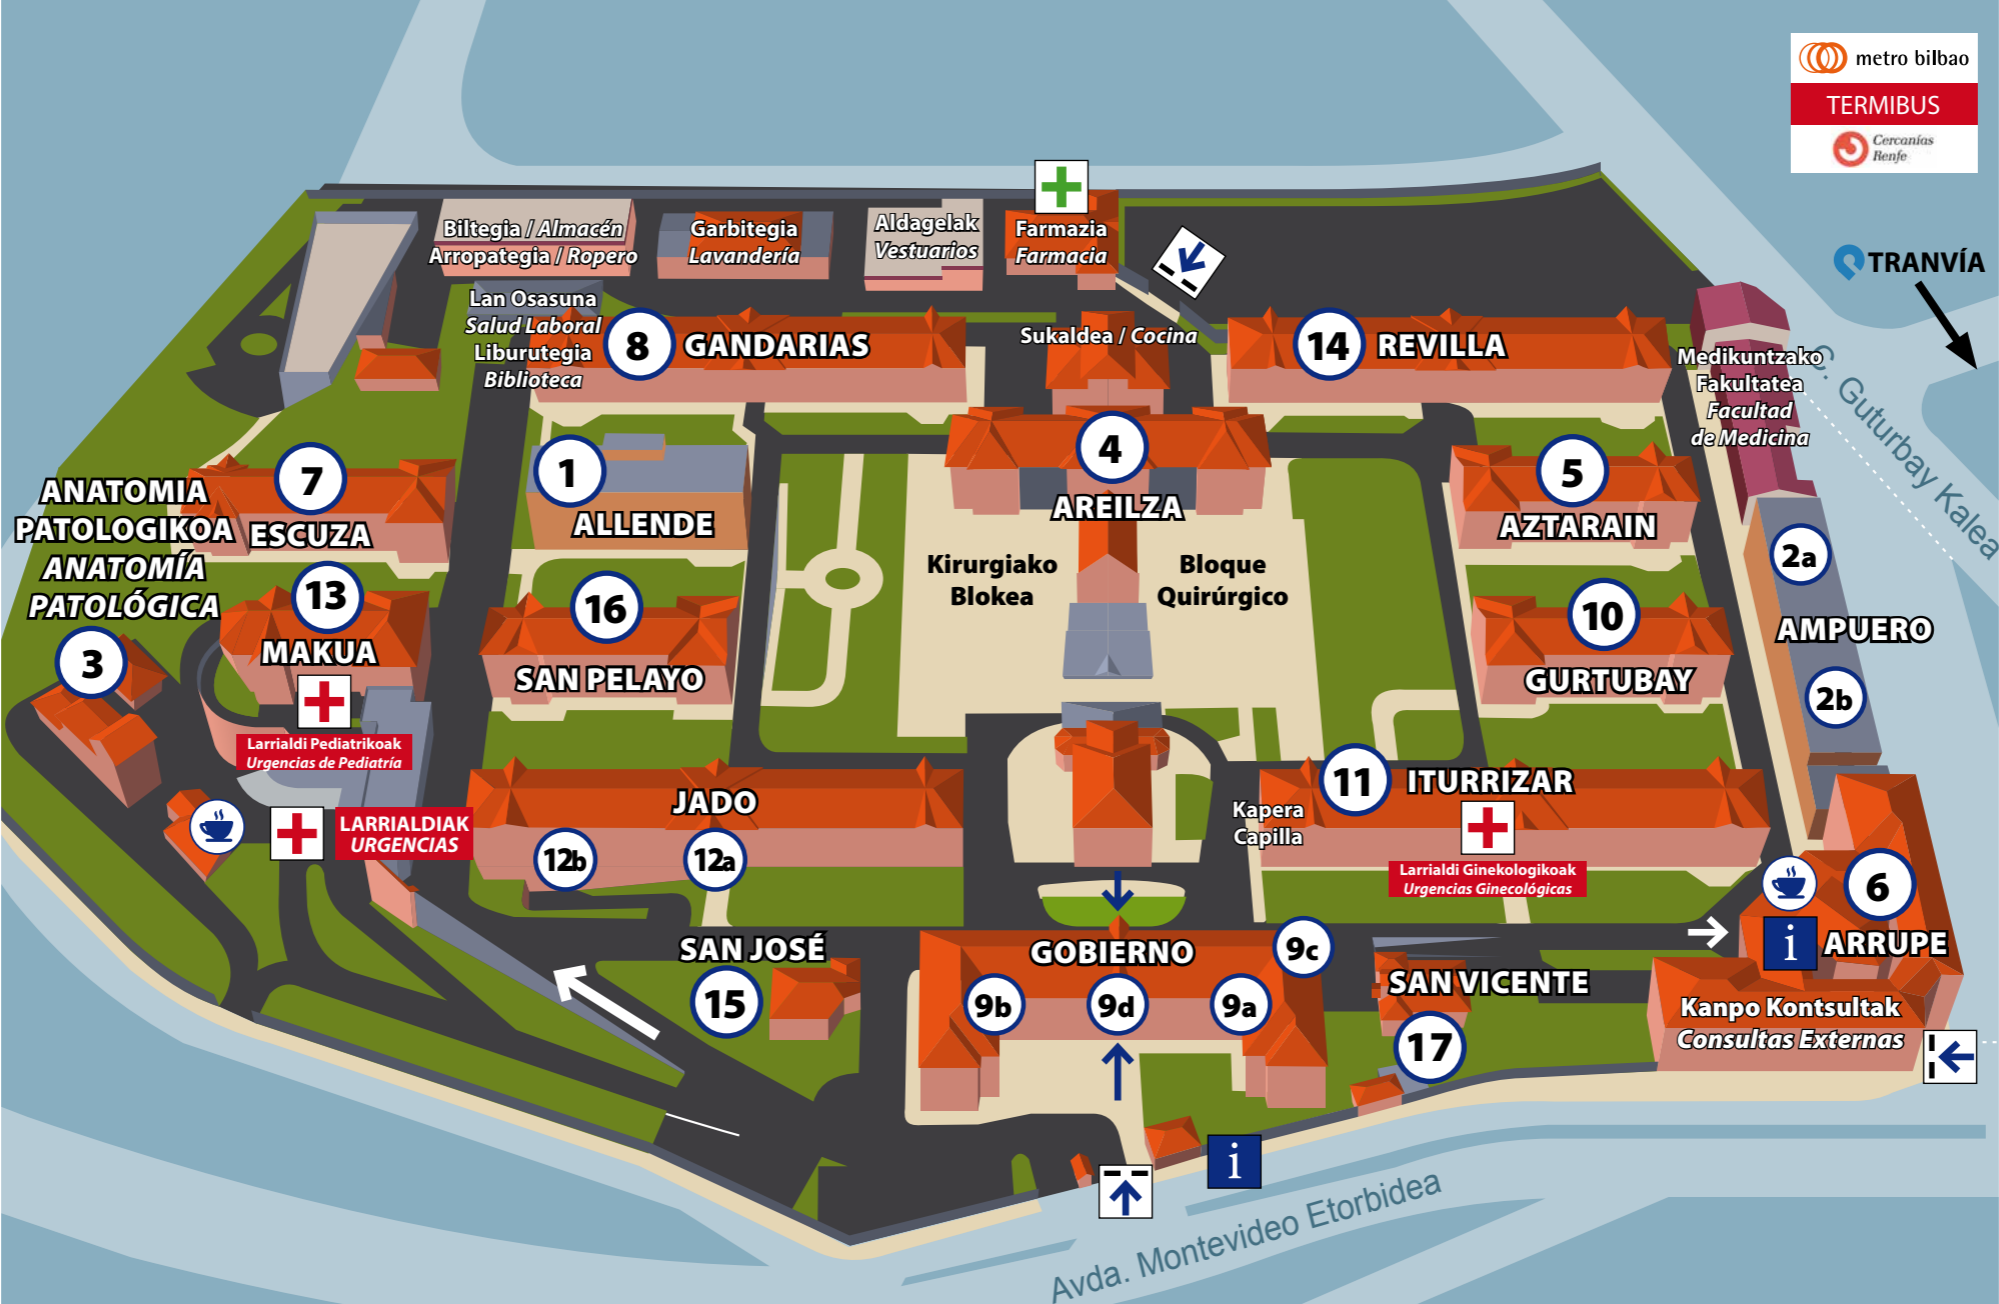 metro bilbao
TERMIBUS
Cercanías
Renfe
TRANVÍA
Biltegia / Almacén
Arropategia / Ropero
Garbitegia
Lavandería
Aldagelak
Vestuarios
Farmazia
Farmacia
Lan Osasuna
Salud Laboral
Liburutegia
Biblioteca
8
GANDARIAS
Sukaldea / Cocina
14
REVILLA
Medikuntzako
Fakultatea
Facultad
de Medicina
C. Guturbay Kalea
7
ESCUZA
1
ALLENDE
4
AREILZA
5
AZTARAIN
ANATOMIA
PATOLOGIKOA
ANATOMÍA
PATOLÓGICA
3
13
MAKUA
Larrialdi Pediatrikoak
Urgencias de Pediatría
16
SAN PELAYO
Kirurgiako
Blokea
Bloque
Quirúrgico
10
GURTUBAY
2a
AMPUERO
2b
LARRIALDIAK
URGENCIAS
JADO
12b
12a
Kapera
Capilla
11
ITURRIZAR
Larrialdi Ginekologikoak
Urgencias Ginecológicas
6
i
ARRUPE
Kanpo Kontsultak
Consultas Externas
SAN JOSÉ
15
GOBIERNO
9c
9b
9d
9a
SAN VICENTE
17
i
Avda. Montevideo Etorbidea